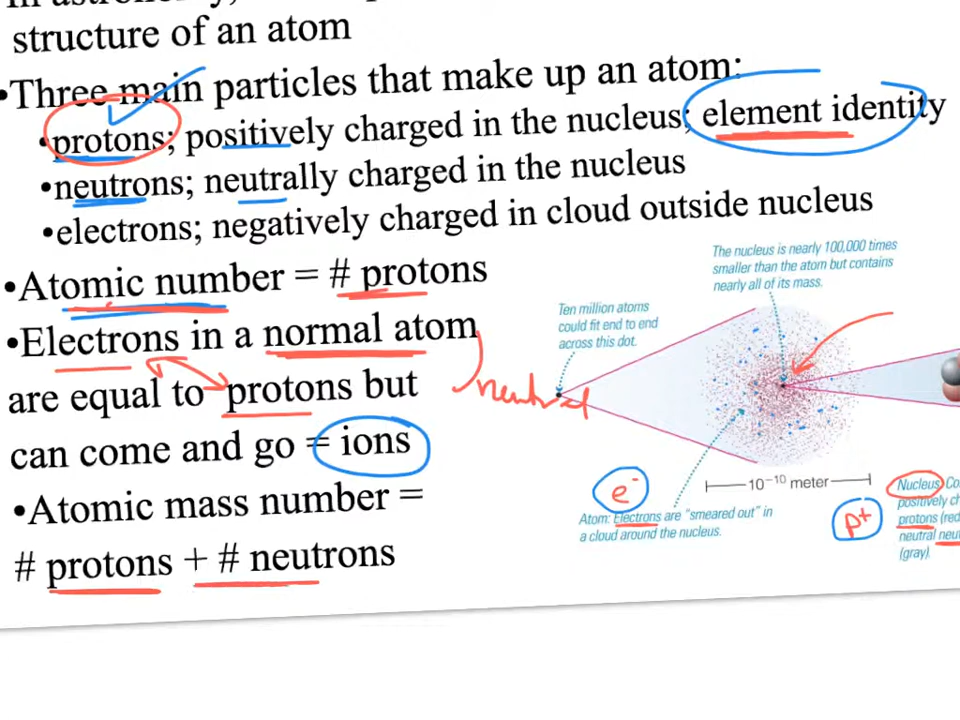 structure of an atom
•Three main particles that make up an atom:
•protons; positively charged in the nucleus; element identity
•neutrons; neutrally charged in the nucleus
•electrons; negatively charged in cloud outside nucleus
•Atomic number = # protons
•Electrons in a normal atom
are equal to protons but
can come and go = ions
neutral
•Atomic mass number =
# protons + # neutrons
The nucleus is nearly 100,000 times
smaller than the atom but contains
nearly all of its mass.
Ten million atoms
could fit end to end
across this dot.
10⁻¹⁰ meter
e⁻
Atom: Electrons are "smeared out" in
a cloud around the nucleus.
p+
Nucleus
protons (red
neutral
(gray)